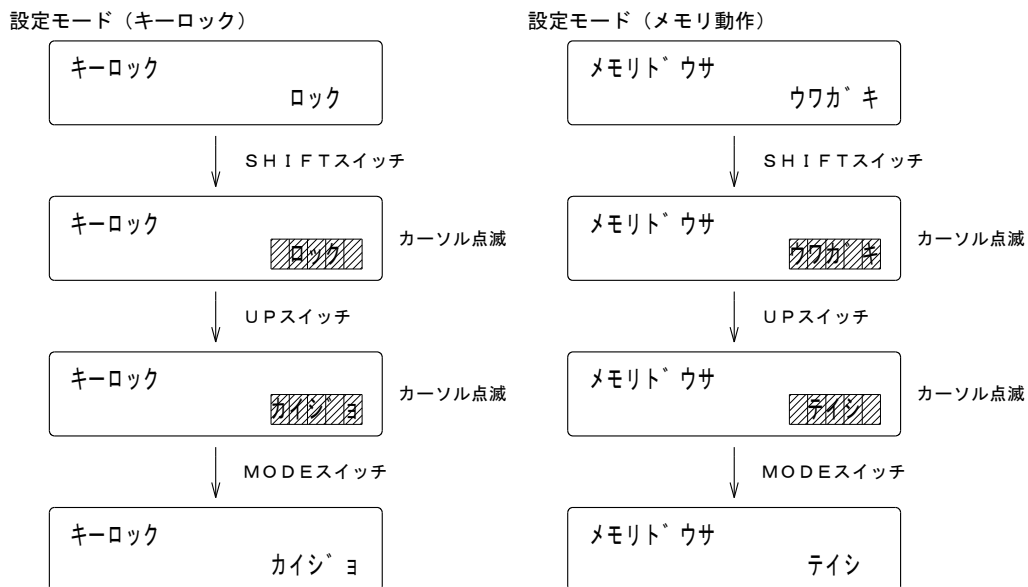 設定モード（キーロック）
キーロック
ロック
SHIFTスイッチ
キーロック
ロック
カーソル点滅
UPスイッチ
キーロック
カイジョ
カーソル点滅
MODEスイッチ
キーロック
カイジョ
設定モード（メモリ動作）
メモリドウサ
ウワガキ
SHIFTスイッチ
メモリドウサ
ウワガキ
カーソル点滅
UPスイッチ
メモリドウサ
テイシ
カーソル点滅
MODEスイッチ
メモリドウサ
テイシ